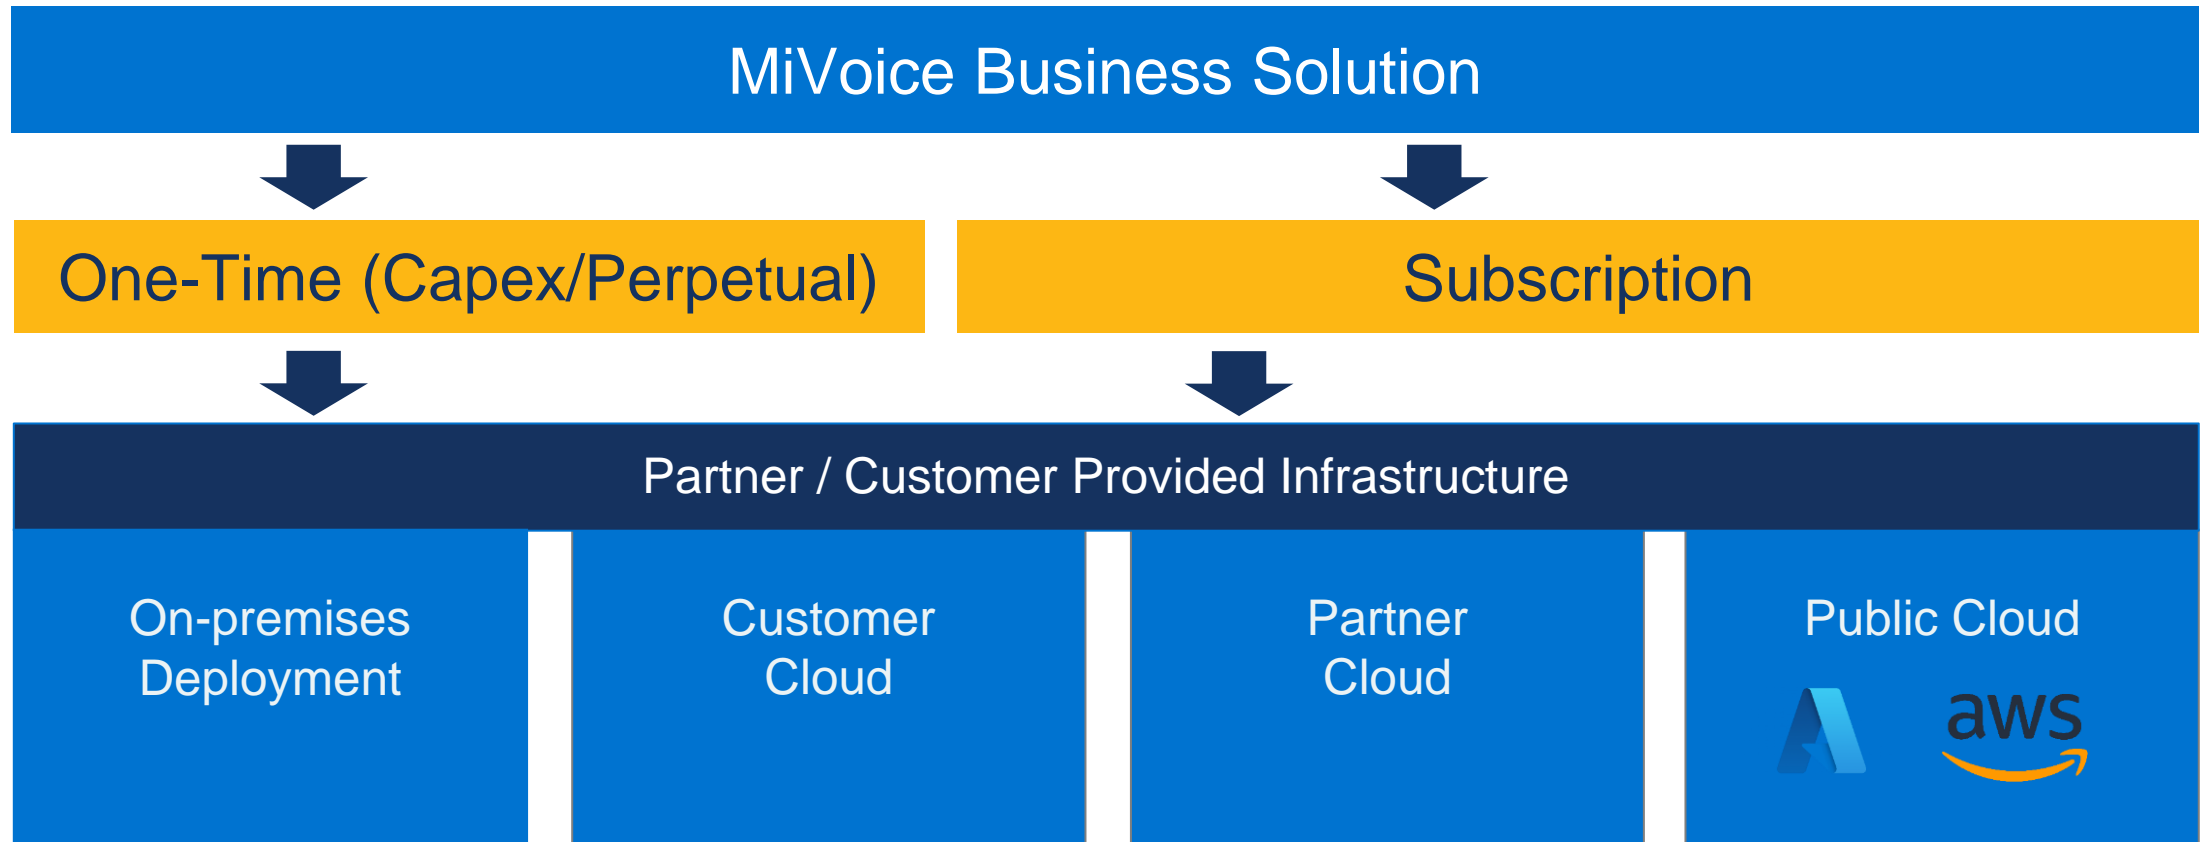 MiVoice Business Solution
One-Time (Capex/Perpetual)
Subscription
Partner / Customer Provided Infrastructure
On-premises
Deployment
Customer
Cloud
Partner
Cloud
Public Cloud
aws